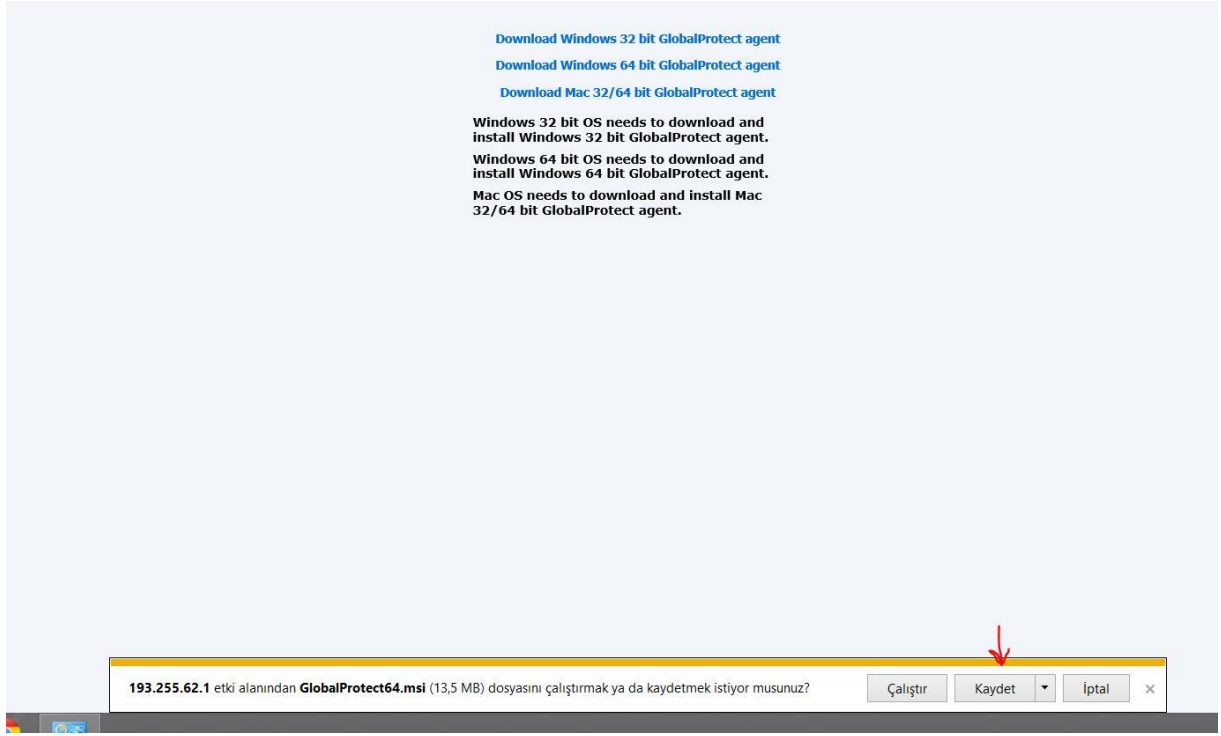 Download Windows 32 bit GlobalProtect agent
Download Windows 64 bit GlobalProtect agent
Download Mac 32/64 bit GlobalProtect agent
Windows 32 bit OS needs to download and
install Windows 32 bit GlobalProtect agent.
Windows 64 bit OS needs to download and
install Windows 64 bit GlobalProtect agent.
Mac OS needs to download and install Mac
32/64 bit GlobalProtect agent.
193.255.62.1 etki alanından GlobalProtect64.msi (13,5 MB) dosyasını çalıştırmak ya da kaydetmek istiyor musunuz? Çalıştır Kaydet İptal